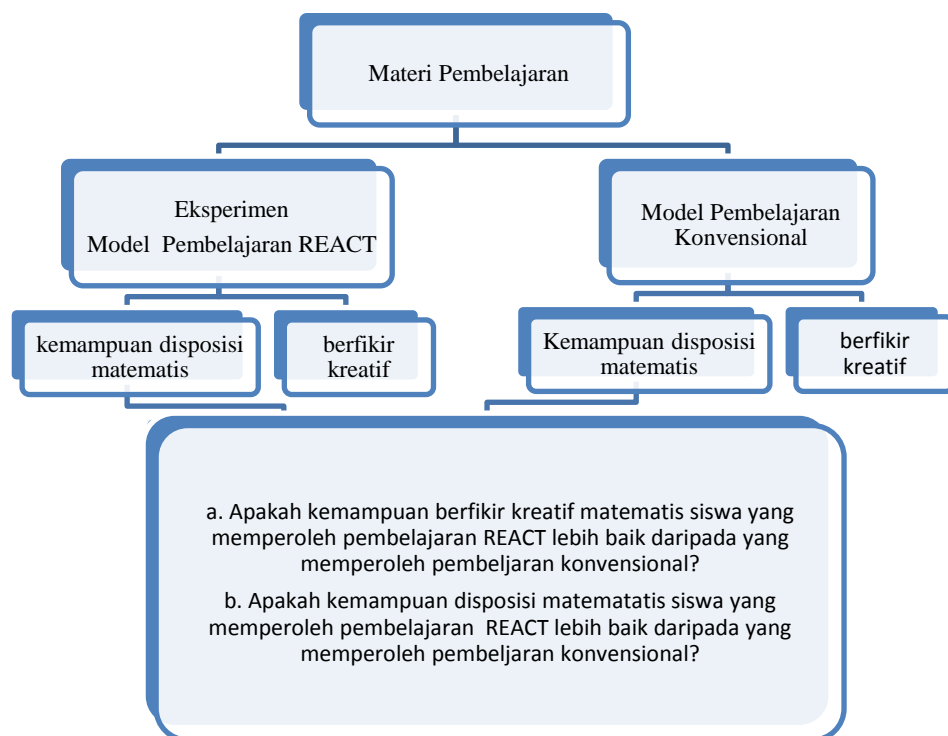 Materi Pembelajaran
Eksperimen
Model Pembelajaran REACT
Model Pembelajaran
Konvensional
kemampuan disposisi
matematis
berfikir
kreatif
Kemampuan disposisi
matematis
berfikir
kreatif
a. Apakah kemampuan berfikir kreatif matematis siswa yang
memperoleh pembelajaran REACT lebih baik daripada yang
memperoleh pembeljaran konvensional?
b. Apakah kemampuan disposisi matematatis siswa yang
memperoleh pembelajaran REACT lebih baik daripada yang
memperoleh pembeljaran konvensional?